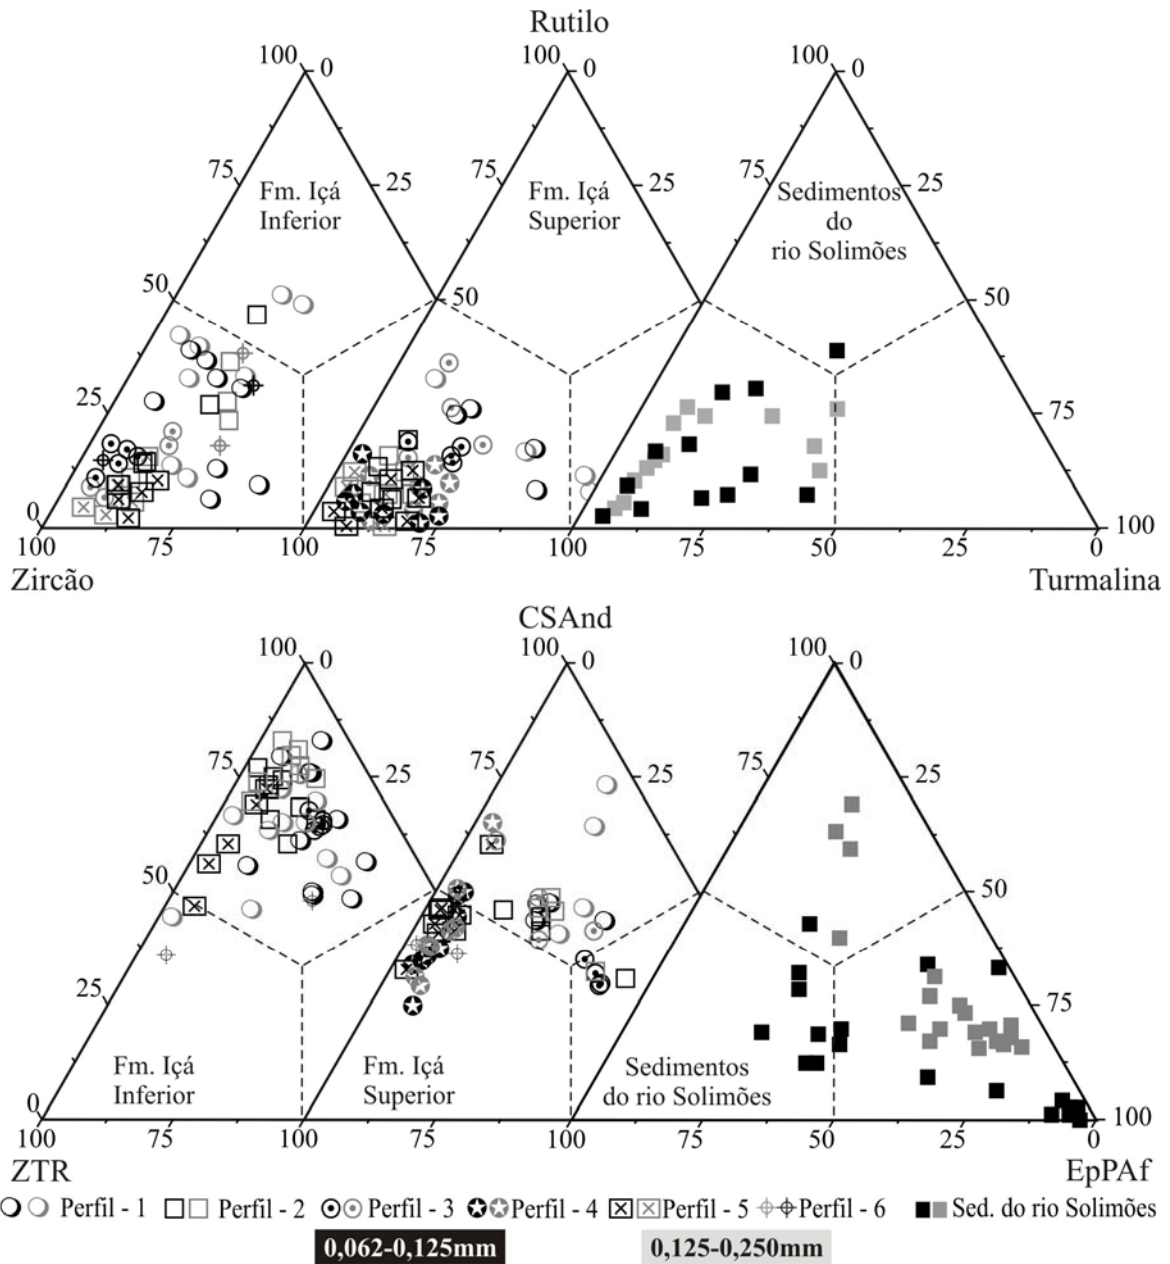 Rutilo
100 0 100 0 100 0
75 25 75 25 75 25
Fm. Içá
Inferior
Fm. Içá
Superior
Sedimentos
do
rio Solimões
50 50 50
25 75
0 100
100 75 100 75 100 75 50 25 0
Zircão Turmalina
CSAnd
100 0 100 0 100 0
75 25 75 25 75 25
50 50
25 75
Fm. Içá
Inferior
Fm. Içá
Superior
Sedimentos
do rio Solimões
0 100
100 75 100 75 100 75 50 25 0
ZTR EpPAf
Perfil - 1 Perfil - 2 Perfil - 3 Perfil - 4 Perfil - 5 Perfil - 6 Sed. do rio Solimões
0,062-0,125mm 0,125-0,250mm